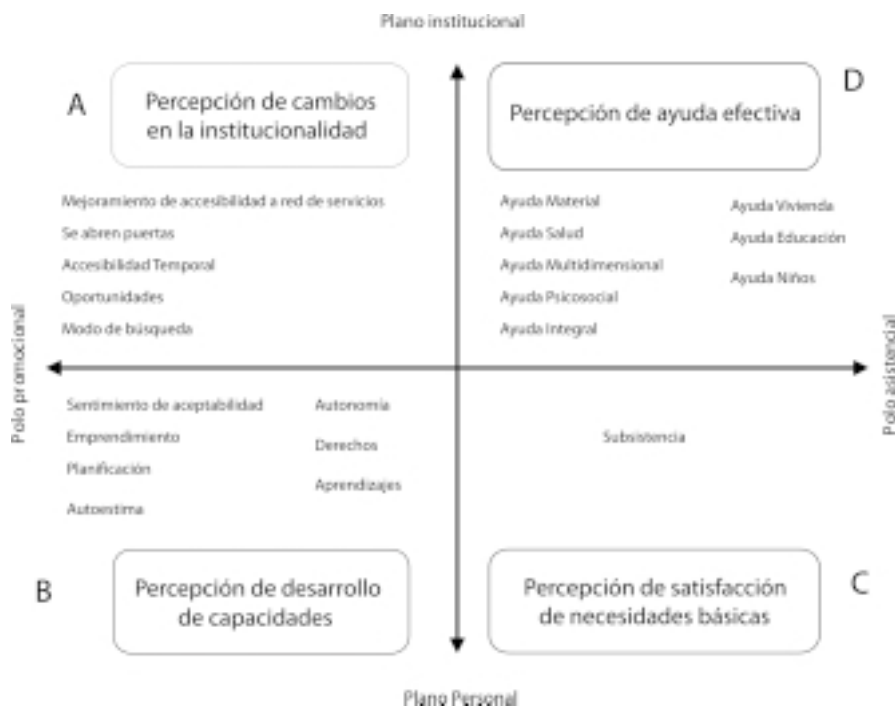 Plano institucional
A
Percepción de cambios
en la institucionalidad
D
Percepción de ayuda efectiva
Mejoramiento de accesibilidad a red de servicios
Se abren puertas
Accesibilidad Temporal
Oportunidades
Modo de búsqueda
Ayuda Material
Ayuda Salud
Ayuda Multidimensional
Ayuda Psicosocial
Ayuda Integral
Ayuda Vivienda
Ayuda Educación
Ayuda Niños
Polo promocional
Polo asistencial
Sentimiento de aceptabilidad
Emprendimiento
Planificación
Autoestima
Autonomía
Derechos
Aprendizajes
Subsistencia
B
Percepción de desarrollo
de capacidades
Percepción de satisfacción
de necesidades básicas
C
Plano Personal